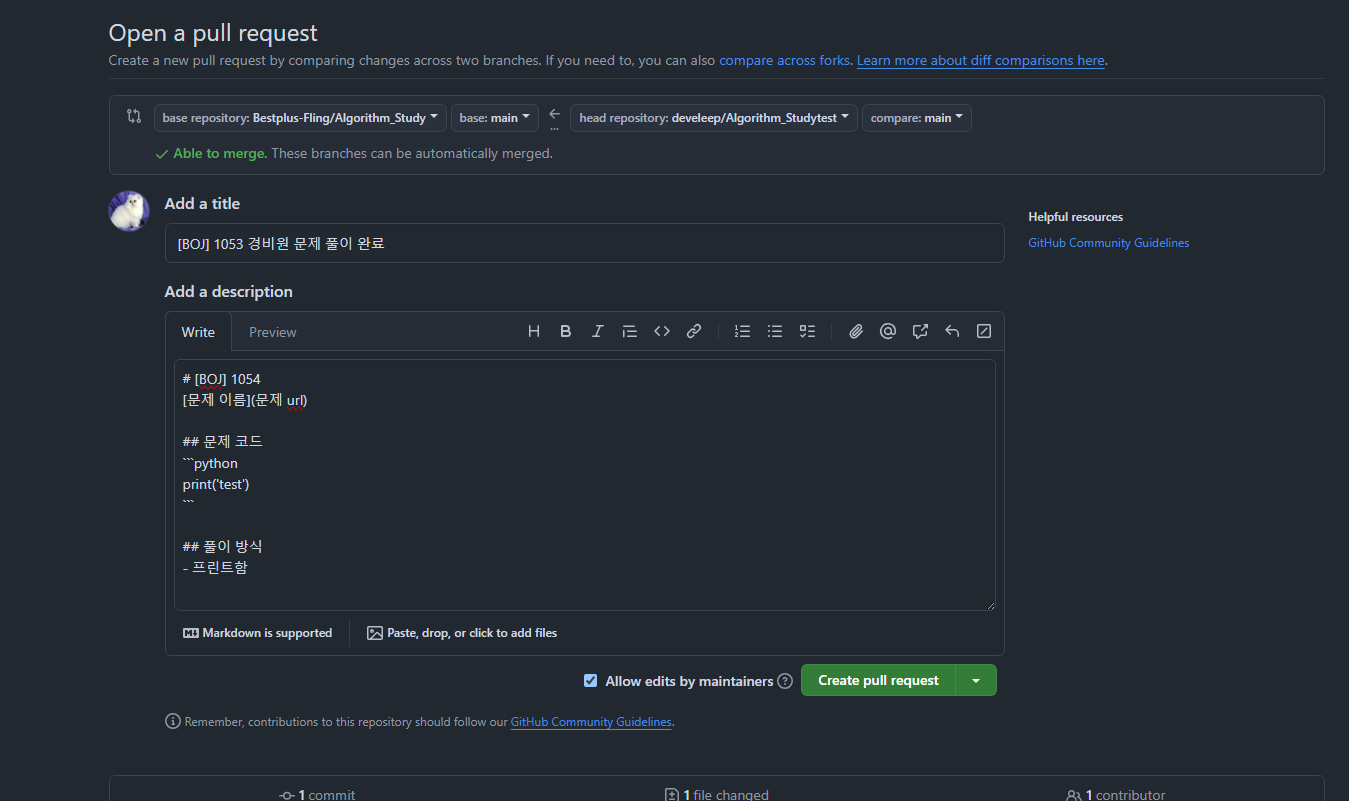 Open a pull request
Create a new pull request by comparing changes across two branches. If you need to, you can also compare across forks. Learn more about diff comparisons here.
base repository: Bestplus-Fling/Algorithm_Study base: main ... head repository: develeep/Algorithm_Studytest compare: main
Able to merge. These branches can be automatically merged.
Add a title
[BOJ] 1053 경비원 문제 풀이 완료
Helpful resources
GitHub Community Guidelines
Add a description
Write Preview
# [BOJ] 1054
[문제 이름](문제 url)
## 문제 코드
```python
print('test')
```
## 풀이 방식
- 프린트함
Markdown is supported Paste, drop, or click to add files
Allow edits by maintainers Create pull request
Remember, contributions to this repository should follow our GitHub Community Guidelines.
1 commit 1 file changed 1 contributor